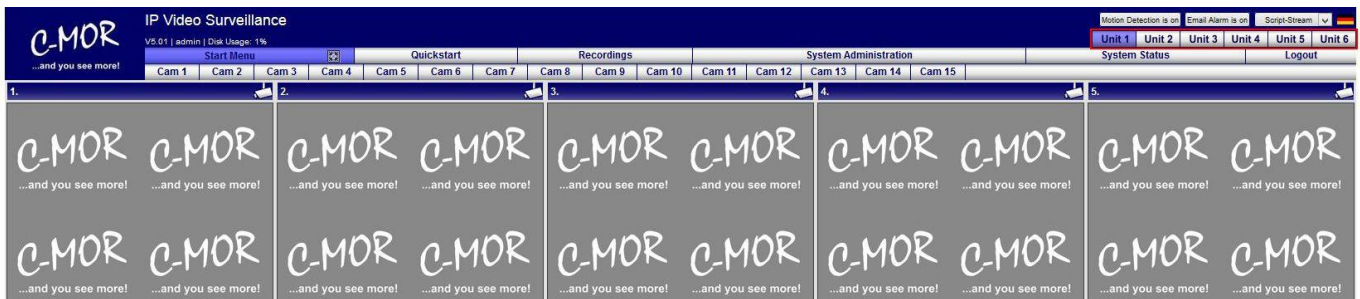 C-MOR
...and you see more!
IP Video Surveillance
V5.01 | admin | Disk Usage: 1%
Motion Detection is on Email Alarm is on Script-Stream
Unit 1 Unit 2 Unit 3 Unit 4 Unit 5 Unit 6
Start Menu Quickstart Recordings System Administration System Status Logout
Cam 1 Cam 2 Cam 3 Cam 4 Cam 5 Cam 6 Cam 7 Cam 8 Cam 9 Cam 10 Cam 11 Cam 12 Cam 13 Cam 14 Cam 15
1. 2. 3. 4. 5.
C-MOR C-MOR C-MOR C-MOR C-MOR C-MOR C-MOR C-MOR C-MOR C-MOR
...and you see more! ...and you see more! ...and you see more! ...and you see more! ...and you see more! ...and you see more! ...and you see more! ...and you see more! ...and you see more! ...and you see more!
C-MOR C-MOR C-MOR C-MOR C-MOR C-MOR C-MOR C-MOR C-MOR C-MOR
...and you see more! ...and you see more! ...and you see more! ...and you see more! ...and you see more! ...and you see more! ...and you see more! ...and you see more! ...and you see more! ...and you see more!